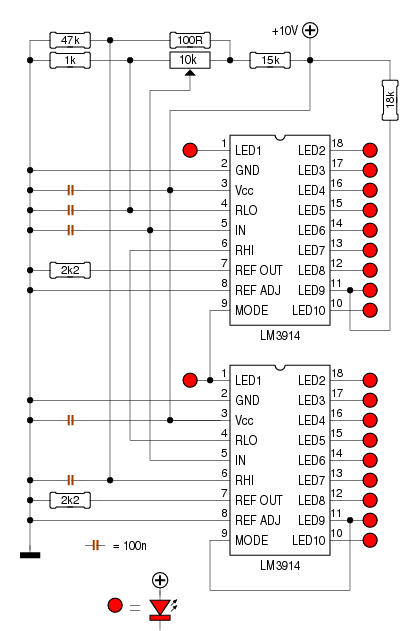 47k 100R +10V
1k 10k 15k
18k
1 LED1 LED2 18
2 GND LED3 17
3 Vcc LED4 16
4 RLO LED5 15
5 IN LED6 14
6 RHI LED7 13
2k2 7 REF OUT LED8 12
8 REF ADJ LED9 11
9 MODE LED10 10
LM3914
1 LED1 LED2 18
2 GND LED3 17
3 Vcc LED4 16
4 RLO LED5 15
5 IN LED6 14
6 RHI LED7 13
2k2 7 REF OUT LED8 12
8 REF ADJ LED9 11
9 MODE LED10 10
= 100n
LM3914
=